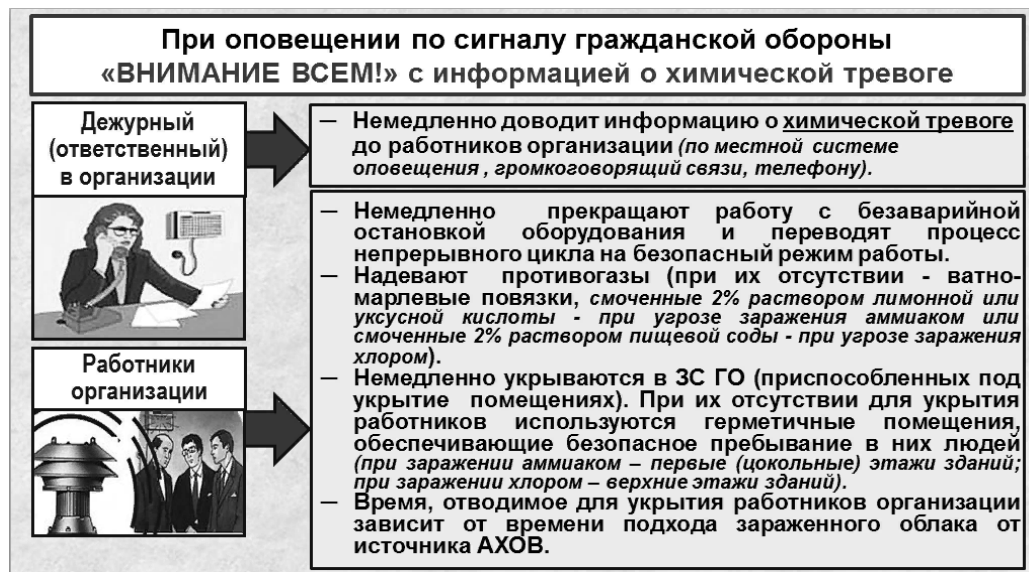 При оповещении по сигналу гражданской обороны
«ВНИМАНИЕ ВСЕМ!» с информацией о химической тревоге
Дежурный
(ответственный)
в организации
— Немедленно доводит информацию о химической тревоге
до работников организации (по местной системе
оповещения , громкоговорящий связи, телефону).
Работники
организации
— Немедленно прекращают работу с безаварийной
остановкой оборудования и переводят процесс
непрерывного цикла на безопасный режим работы.
— Надевают противогазы (при их отсутствии - ватно-
марлевые повязки, смоченные 2% раствором лимонной или
уксусной кислоты - при угрозе заражения аммиаком или
смоченные 2% раствором пищевой соды - при угрозе заражения
хлором).
— Немедленно укрываются в ЗС ГО (приспособленных под
укрытие помещениях). При их отсутствии для укрытия
работников используются герметичные помещения,
обеспечивающие безопасное пребывание в них людей
(при заражении аммиаком – первые (цокольные) этажи зданий;
при заражении хлором – верхние этажи зданий).
— Время, отводимое для укрытия работников организации
зависит от времени подхода зараженного облака от
источника АХОВ.